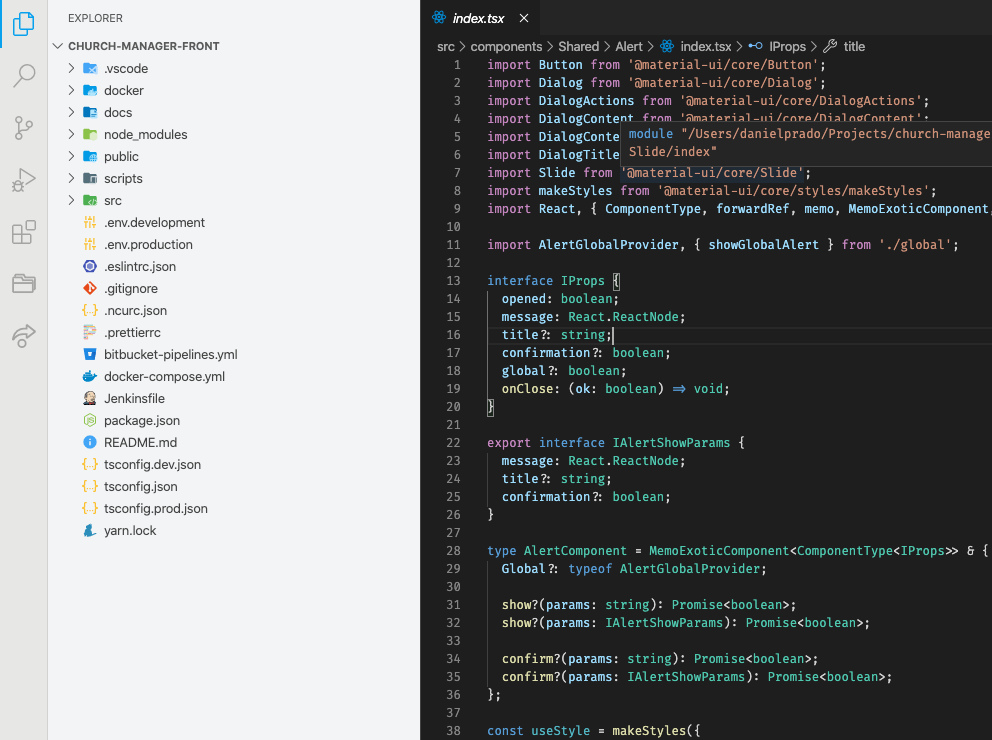 EXPLORER
CHURCH-MANAGER-FRONT
.vscode
docker
docs
node_modules
public
scripts
src
.env.development
.env.production
.eslintrc.json
.gitignore
.ncurc.json
.prettierrc
bitbucket-pipelines.yml
docker-compose.yml
Jenkinsfile
package.json
README.md
tsconfig.dev.json
tsconfig.json
tsconfig.prod.json
yarn.lock
index.tsx ×
src > components > Shared > Alert > index.tsx > IProps > title
1 import Button from '@material-ui/core/Button';
2 import Dialog from '@material-ui/core/Dialog';
3 import DialogActions from '@material-ui/core/DialogActions';
4 import DialogContent from '@material-ui/core/DialogContent';
5 import DialogConte
6 import DialogTitle
module "/Users/danielprado/Projects/church-manage
Slide/index"
7 import Slide from '@material-ui/core/Slide';
8 import makeStyles from '@material-ui/core/styles/makeStyles';
9 import React, { ComponentType, forwardRef, memo, MemoExoticComponent,
10
11 import AlertGlobalProvider, { showGlobalAlert } from './global';
12
13 interface IProps {
14 opened: boolean;
15 message: React.ReactNode;
16 title?: string;
17 confirmation?: boolean;
18 global?: boolean;
19 onClose: (ok: boolean) => void;
20 }
21
22 export interface IAlertShowParams {
23 message: React.ReactNode;
24 title?: string;
25 confirmation?: boolean;
26 }
27
28 type AlertComponent = MemoExoticComponent<ComponentType<IProps>> & {
29 Global?: typeof AlertGlobalProvider;
30
31 show?(params: string): Promise<boolean>;
32 show?(params: IAlertShowParams): Promise<boolean>;
33
34 confirm?(params: string): Promise<boolean>;
35 confirm?(params: IAlertShowParams): Promise<boolean>;
36 };
37
38 const useStyle = makeStyles({